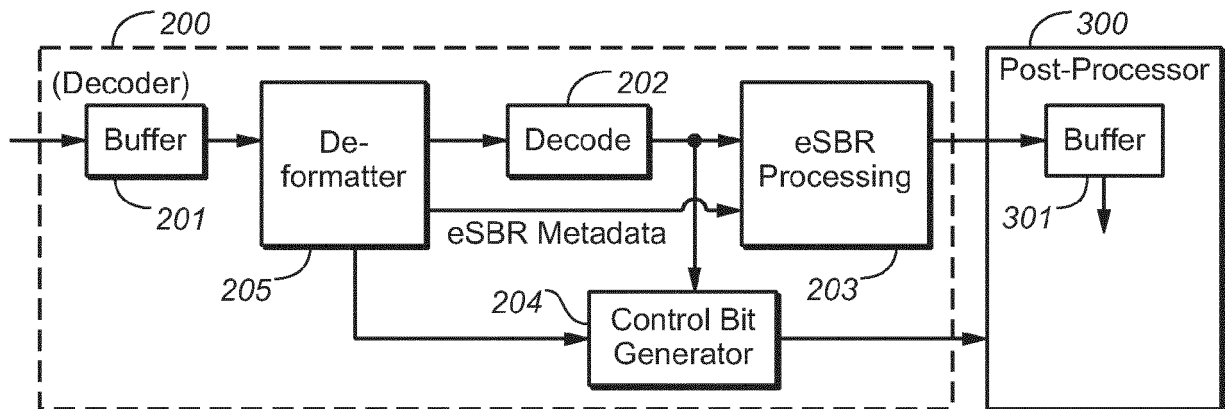 200
300
(Decoder)
Post-Processor
202
Buffer
De-
formatter
Decode
eSBR
Processing
Buffer
201
eSBR Metadata
301
205
204
203
Control Bit
Generator